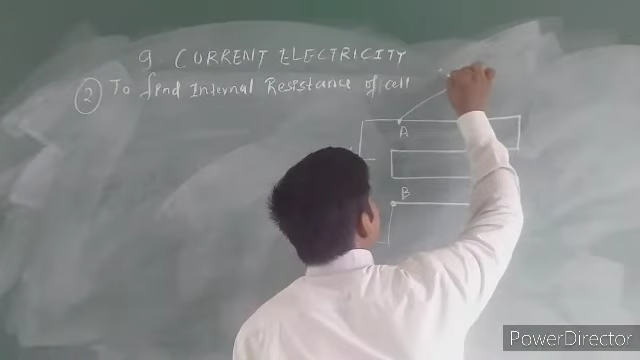 9 CURRENT ELECTRICITY
② To find Internal Resistance of cell
A
B
PowerDirector